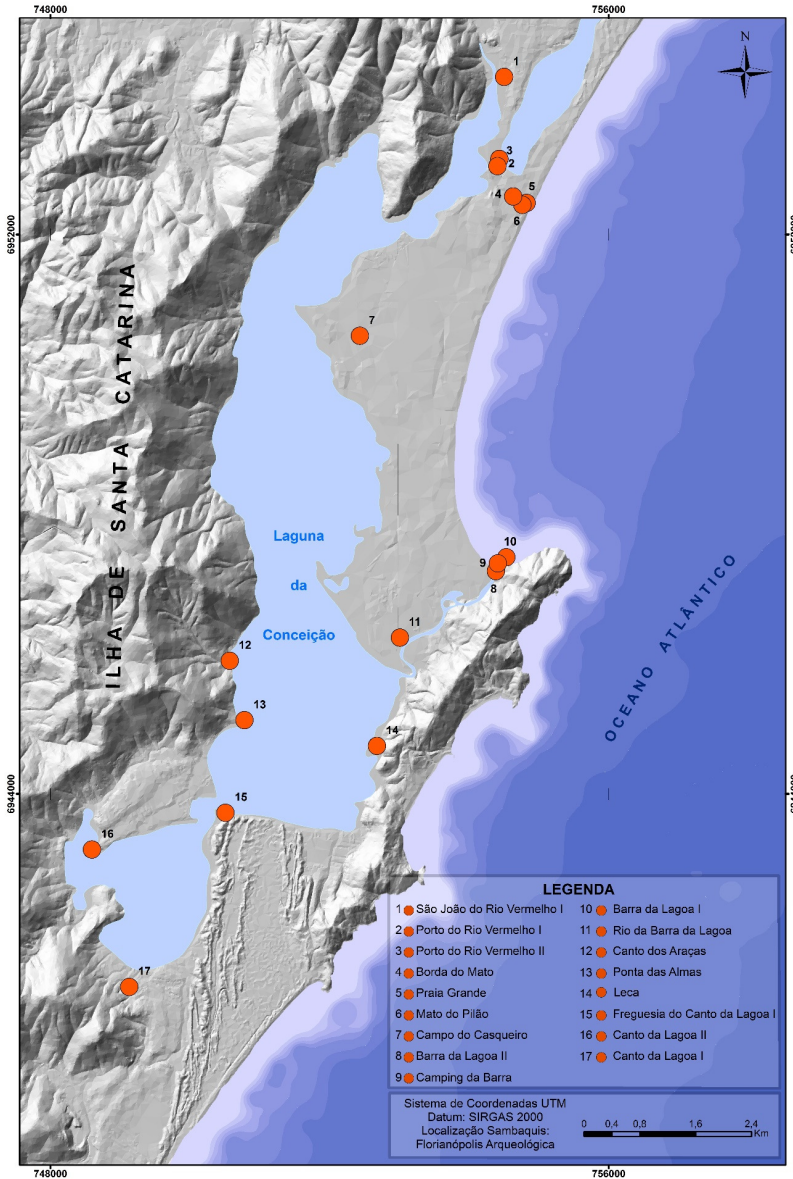 748000
756000
N
1
3
2
4
5
6
6952000
6952000
7
ILHA DE SANTA CATARINA
Laguna
da
Conceição
10
9
8
11
OCEANO ATLÂNTICO
12
13
14
6944000
6944000
15
16
17
LEGENDA
1 São João do Rio Vermelho I
2 Porto do Rio Vermelho I
3 Porto do Rio Vermelho II
4 Borda do Mato
5 Praia Grande
6 Mato do Pilão
7 Campo do Casqueiro
8 Barra da Lagoa II
9 Camping da Barra
10 Barra da Lagoa I
11 Rio da Barra da Lagoa
12 Canto dos Araças
13 Ponta das Almas
14 Leca
15 Freguesia do Canto da Lagoa I
16 Canto da Lagoa II
17 Canto da Lagoa I
Sistema de Coordenadas UTM
Datum: SIRGAS 2000
Localização Sambaquis:
Florianópolis Arqueológica
0 0,4 0,8 1,6 2,4
Km
748000
756000